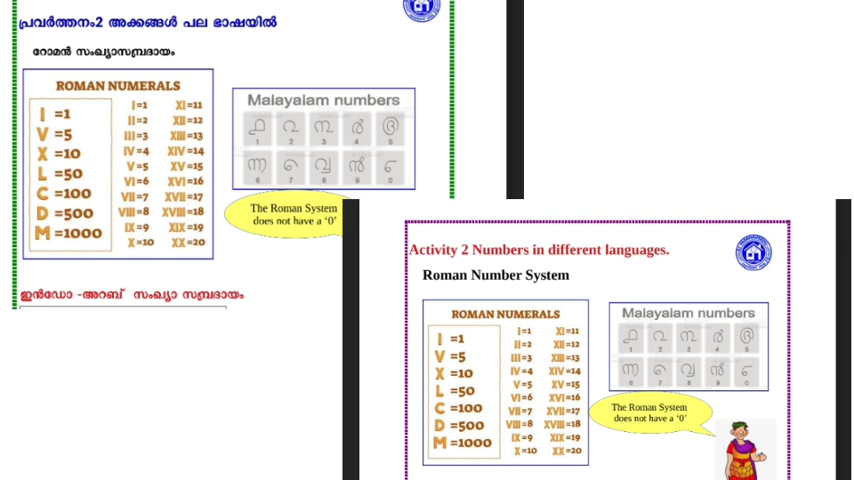 പ്രവർത്തനം2 അക്കങ്ങൾ പല ഭാഷയിൽ
റോമൻ സംഖ്യാസമ്പ്രദായം
ROMAN NUMERALS
I =1
V =5
X =10
L =50
C =100
D =500
M =1000
I=1 XI=11
II=2 XII=12
III=3 XIII=13
IV=4 XIV=14
V=5 XV=15
VI=6 XVI=16
VII=7 XVII=17
VIII=8 XVIII=18
IX=9 XIX=19
X=10 XX=20
Malayalam numbers
൧ ൨ ൩ ൪ ൫
1 2 3 4 5
൬ ൭ ൮ ൯ ൦
6 7 8 9 0
The Roman System
does not have a ‘0’
ഇൻഡോ -അറബ് സംഖ്യാ സമ്പ്രദായം
Activity 2 Numbers in different languages.
Roman Number System
ROMAN NUMERALS
I =1
V =5
X =10
L =50
C =100
D =500
M =1000
I=1 XI=11
II=2 XII=12
III=3 XIII=13
IV=4 XIV=14
V=5 XV=15
VI=6 XVI=16
VII=7 XVII=17
VIII=8 XVIII=18
IX=9 XIX=19
X=10 XX=20
Malayalam numbers
൧ ൨ ൩ ൪ ൫
1 2 3 4 5
൬ ൭ ൮ ൯ ൦
6 7 8 9 0
The Roman System
does not have a ‘0’